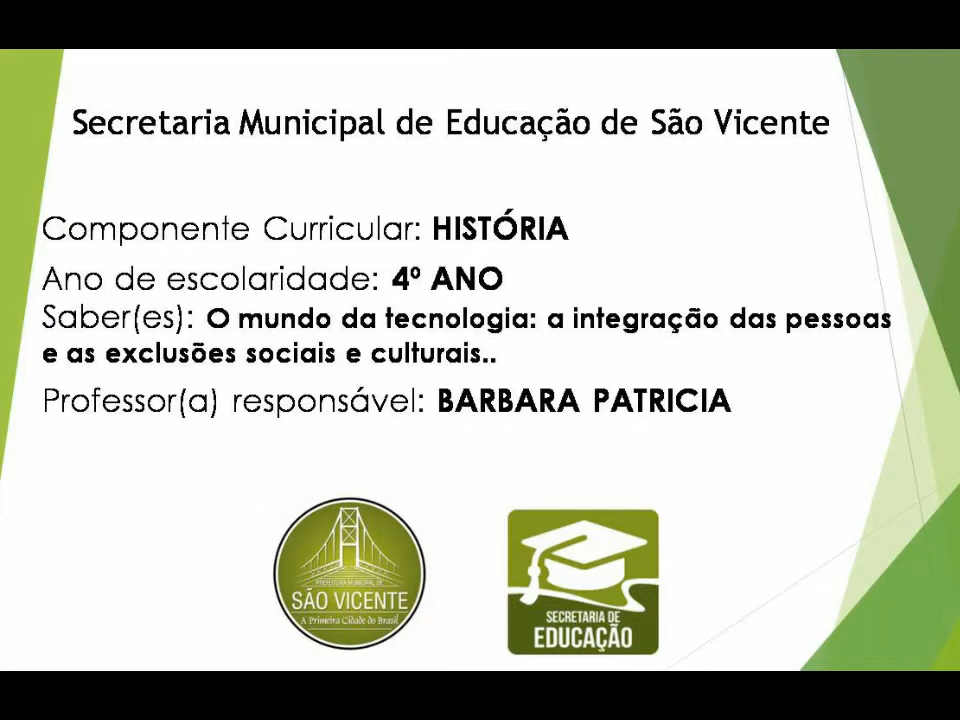 Secretaria Municipal de Educação de São Vicente
Componente Curricular: HISTÓRIA
Ano de escolaridade: 4º ANO
Saber(es): O mundo da tecnologia: a integração das pessoas
e as exclusões sociais e culturais..
Professor(a) responsável: BARBARA PATRICIA
PREFEITURA MUNICIPAL DE
SÃO VICENTE
A Primeira Cidade do Brasil
SECRETARIA DE
EDUCAÇÃO